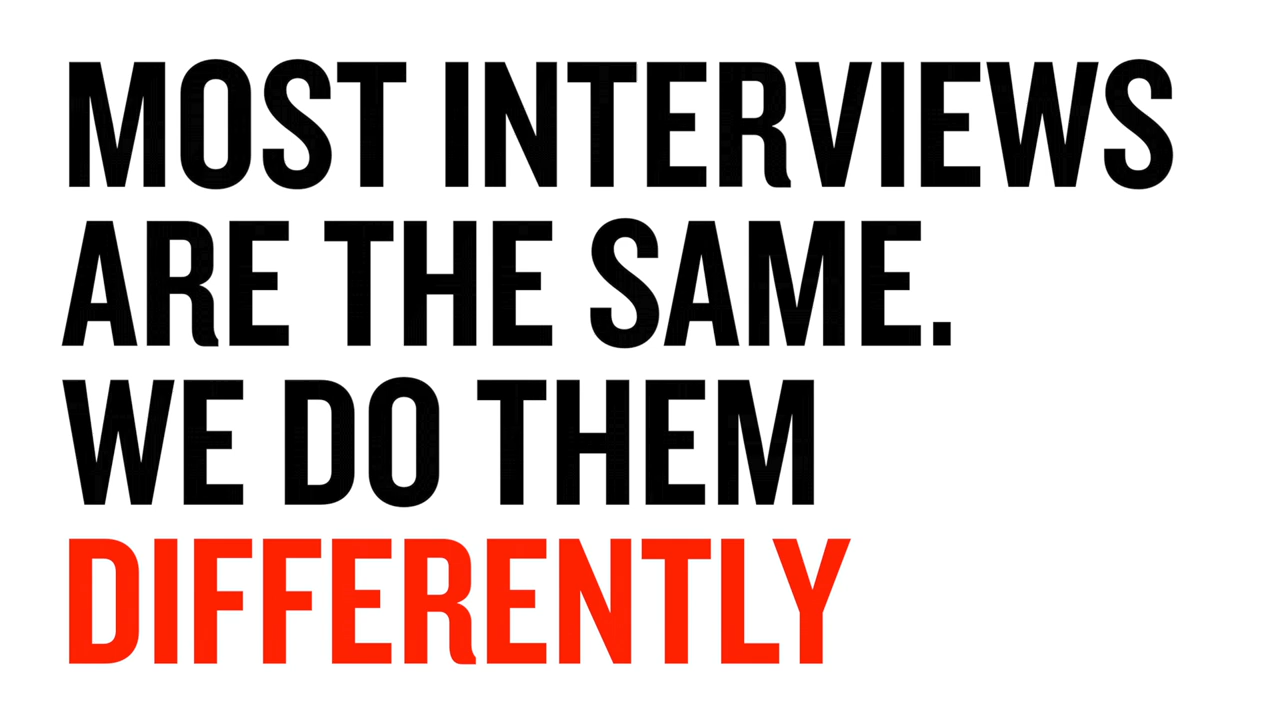 MOST INTERVIEWS
ARE THE SAME.
WE DO THEM
DIFFERENTLY